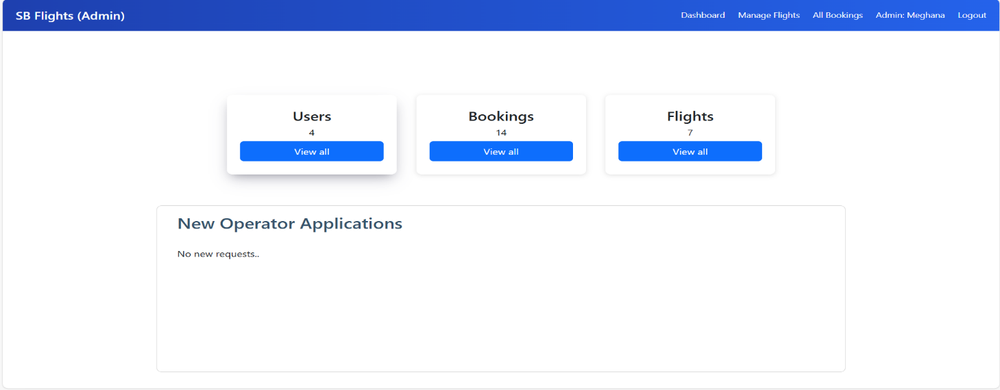 SB Flights (Admin)
Dashboard Manage Flights All Bookings Admin: Meghana Logout
Users Bookings Flights
4 14 7
View all View all View all
New Operator Applications
No new requests..